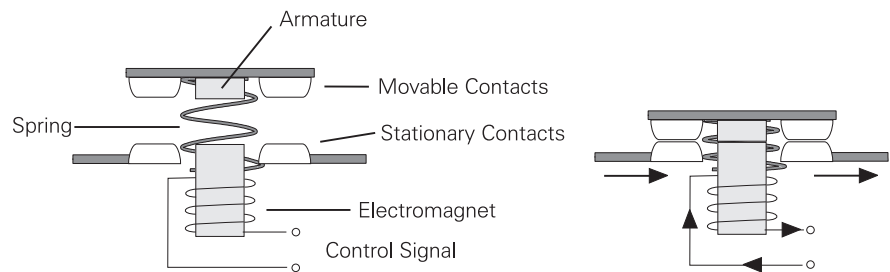 Armature
Movable Contacts
Spring
Stationary Contacts
Electromagnet
Control Signal